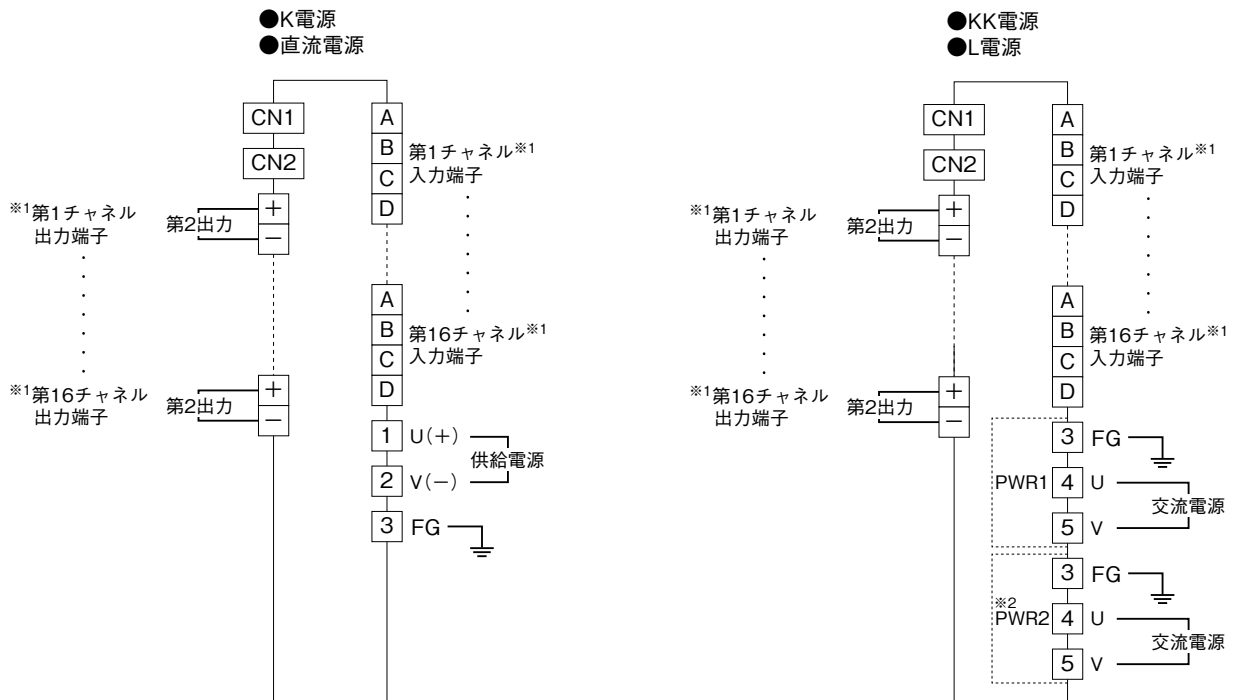 ●K電源
●直流電源
CN1
CN2
※1第1チャネル
出力端子
第2出力
+
−
※1第16チャネル
出力端子
第2出力
+
−
A
B
C
D
第1チャネル※1
入力端子
A
B
C
D
第16チャネル※1
入力端子
1 U(+)
2 V(−)
供給電源
3 FG
●KK電源
●L電源
CN1
CN2
※1第1チャネル
出力端子
第2出力
+
−
※1第16チャネル
出力端子
第2出力
+
−
A
B
C
D
第1チャネル※1
入力端子
A
B
C
D
第16チャネル※1
入力端子
PWR1
3 FG
4 U
5 V
交流電源
※2
PWR2
3 FG
4 U
5 V
交流電源